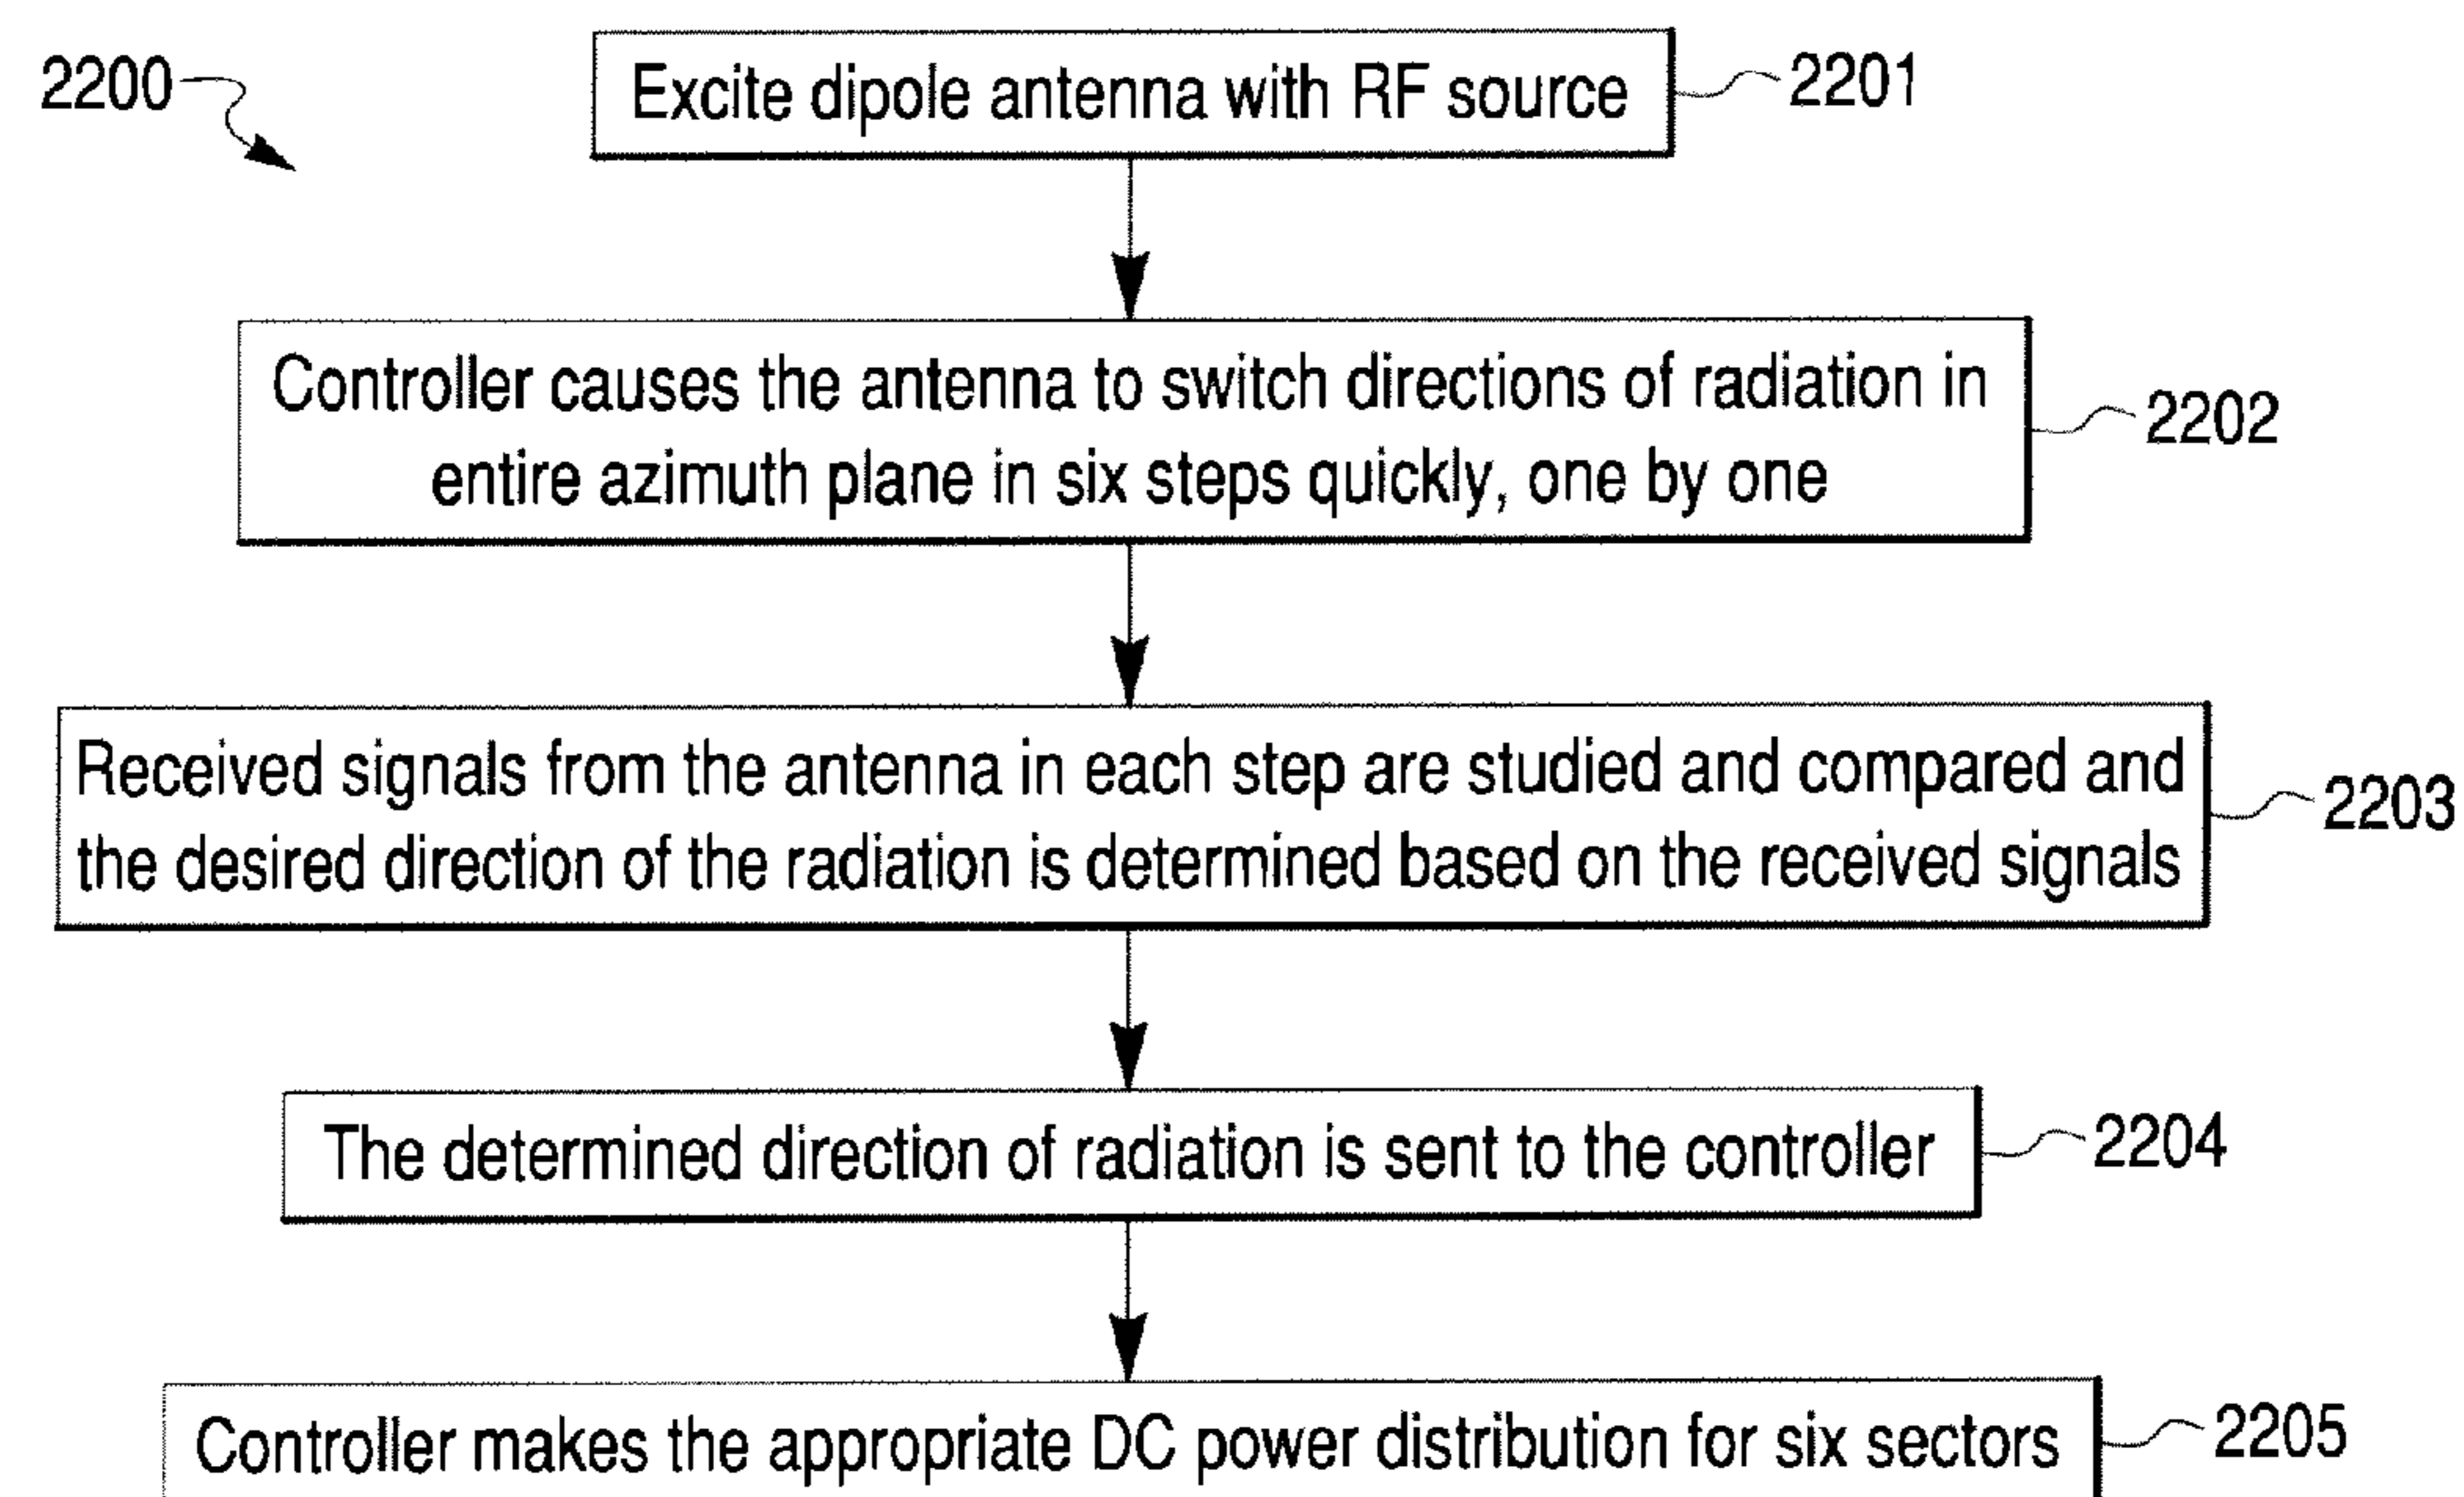 2200
Excite dipole antenna with RF source
2201
Controller causes the antenna to switch directions of radiation in
entire azimuth plane in six steps quickly, one by one
2202
Received signals from the antenna in each step are studied and compared and
the desired direction of the radiation is determined based on the received signals
2203
The determined direction of radiation is sent to the controller
2204
Controller makes the appropriate DC power distribution for six sectors
2205